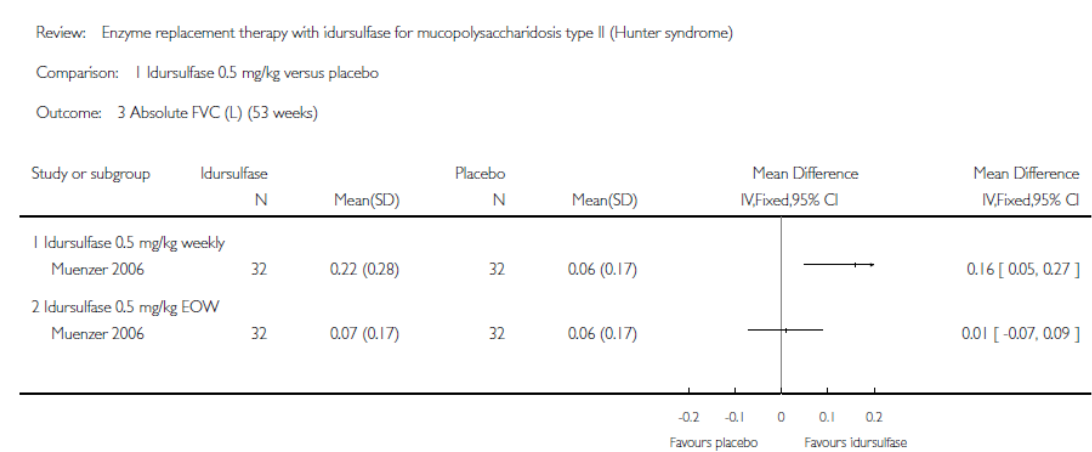 Review: Enzyme replacement therapy with idursulfase for mucopolysaccharidosis type II (Hunter syndrome)
Comparison: 1 Idursulfase 0.5 mg/kg versus placebo
Outcome: 3 Absolute FVC (L) (53 weeks)
Study or subgroup Idursulfase Placebo Mean Difference Mean Difference
N Mean(SD) N Mean(SD) IV,Fixed,95% CI IV,Fixed,95% CI
1 Idursulfase 0.5 mg/kg weekly
Muenzer 2006 32 0.22 (0.28) 32 0.06 (0.17) 0.16 [ 0.05, 0.27 ]
2 Idursulfase 0.5 mg/kg EOW
Muenzer 2006 32 0.07 (0.17) 32 0.06 (0.17) 0.01 [ -0.07, 0.09 ]
-0.2 -0.1 0 0.1 0.2
Favours placebo Favours idursulfase